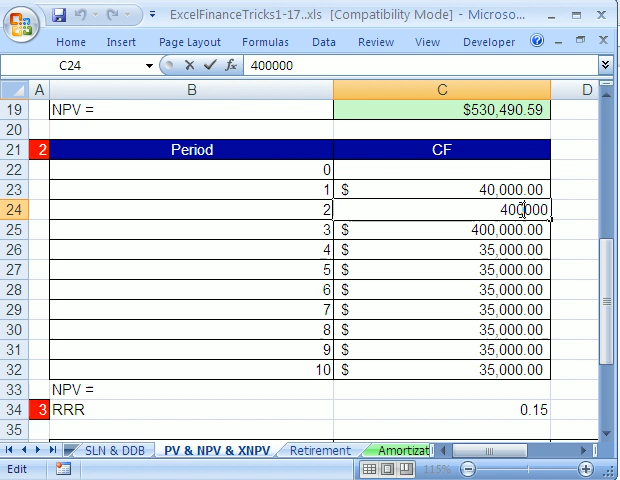 ExcelFinanceTricks1-17..xls [Compatibility Mode] - Microso...
Home Insert Page Layout Formulas Data Review View Developer
C24 fx 400000
A B C D
19 NPV = $530,490.59
20
21 2 Period CF
22 0
23 1 $ 40,000.00
24 2 400000
25 3 $ 400,000.00
26 4 $ 35,000.00
27 5 $ 35,000.00
28 6 $ 35,000.00
29 7 $ 35,000.00
30 8 $ 35,000.00
31 9 $ 35,000.00
32 10 $ 35,000.00
33 NPV =
34 3 RRR 0.15
35
SLN & DDB PV & NPV & XNPV Retirement Amortizat
Edit 115%